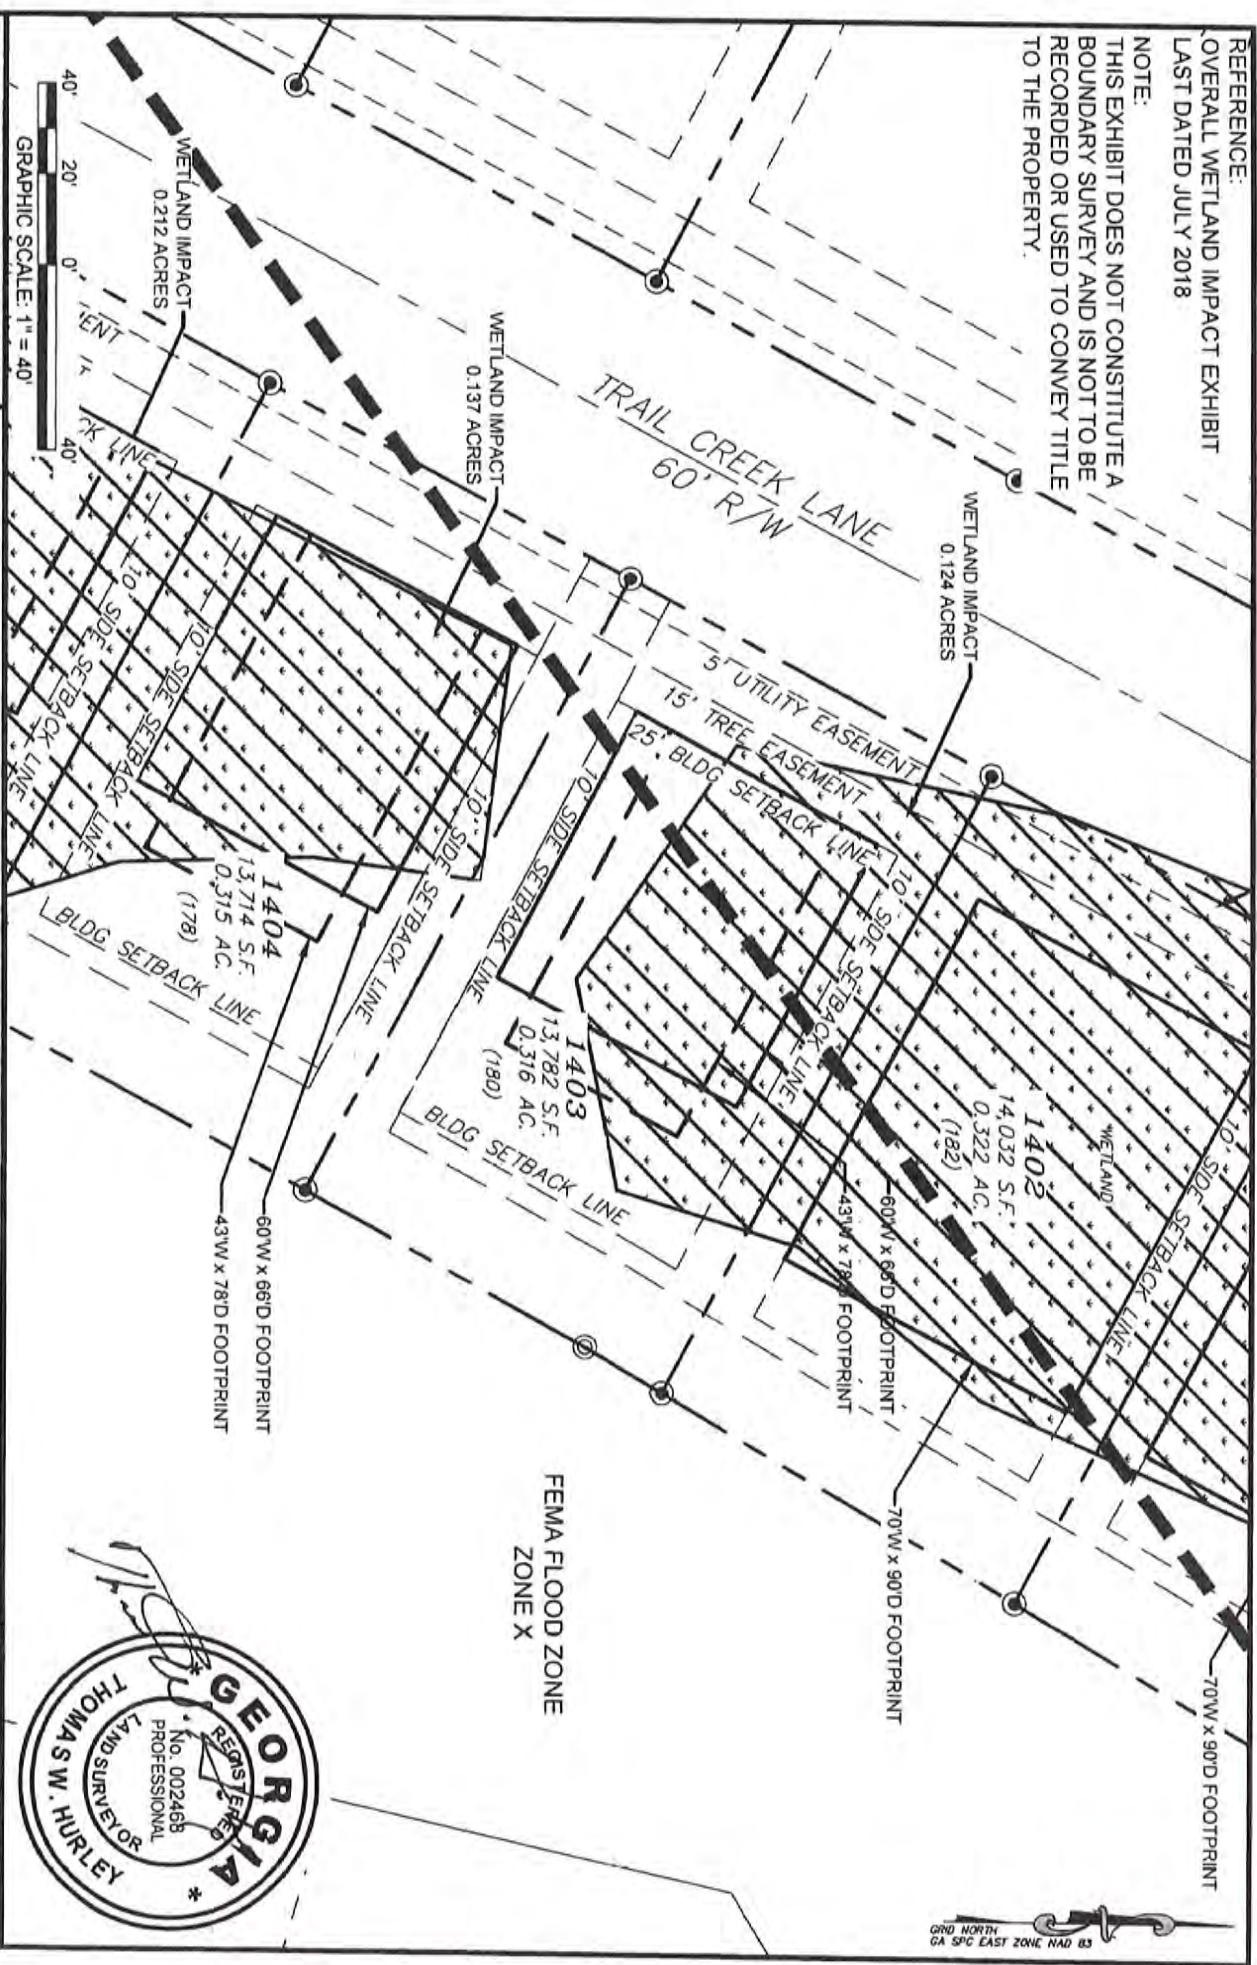 REFERENCE:
OVERALL WETLAND IMPACT EXHIBIT
LAST DATED JULY 2018
NOTE:
THIS EXHIBIT DOES NOT CONSTITUTE A
BOUNDARY SURVEY AND IS NOT TO BE
RECORDED OR USED TO CONVEY TITLE
TO THE PROPERTY.
TRAIL CREEK LANE
60' R/W
WETLAND IMPACT
0.124 ACRES
WETLAND IMPACT
0.137 ACRES
WETLAND IMPACT
0.212 ACRES
5' UTILITY EASEMENT
15' TREE EASEMENT
25' BLDG SETBACK LINE
10' SIDE SETBACK LINE
10' SIDE SETBACK LINE
WETLAND
1402
14,032 S.F.
0.322 AC.
(182)
10' SIDE SETBACK LINE
1403
13,782 S.F.
0.316 AC.
(180)
BLDG SETBACK LINE
10' SIDE SETBACK LINE
1404
13,714 S.F.
0.315 AC.
(178)
BLDG SETBACK LINE
10' SIDE SETBACK LINE
10' SIDE SETBACK LINE
CK LINE
ENT
70'W x 90'D FOOTPRINT
70'W x 90'D FOOTPRINT
60'W x 66'D FOOTPRINT
43'W x 78'D FOOTPRINT
60'W x 66'D FOOTPRINT
43'W x 78'D FOOTPRINT
FEMA FLOOD ZONE
ZONE X
40' 20' 0' 40'
GRAPHIC SCALE: 1" = 40'
GRID NORTH
GA SPC EAST ZONE NAD 83
* GEORGIA *
REGISTERED
No. 002468
PROFESSIONAL
LAND SURVEYOR
THOMAS W. HURLEY